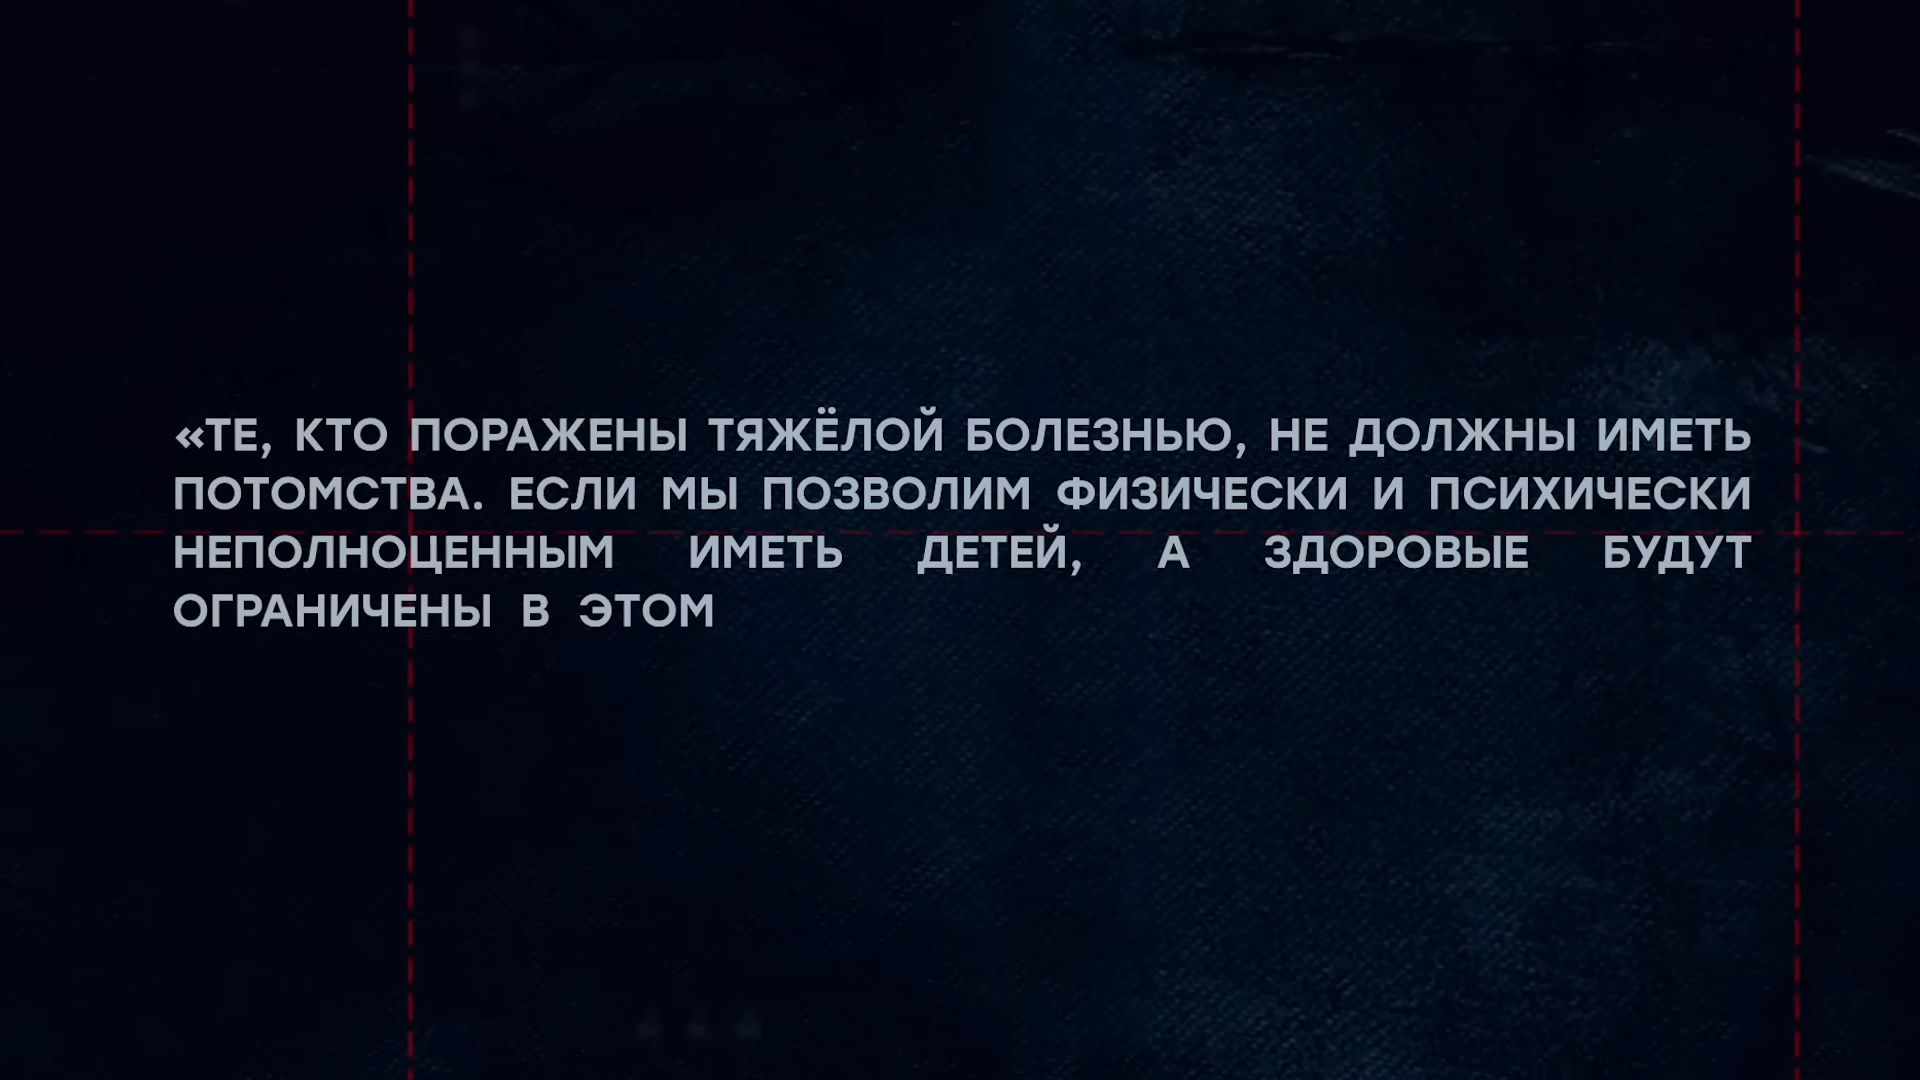 «ТЕ, КТО ПОРАЖЕНЫ ТЯЖЁЛОЙ БОЛЕЗНЬЮ, НЕ ДОЛЖНЫ ИМЕТЬ
ПОТОМСТВА. ЕСЛИ МЫ ПОЗВОЛИМ ФИЗИЧЕСКИ И ПСИХИЧЕСКИ
НЕПОЛНОЦЕННЫМ ИМЕТЬ ДЕТЕЙ, А ЗДОРОВЫЕ БУДУТ
ОГРАНИЧЕНЫ В ЭТОМ